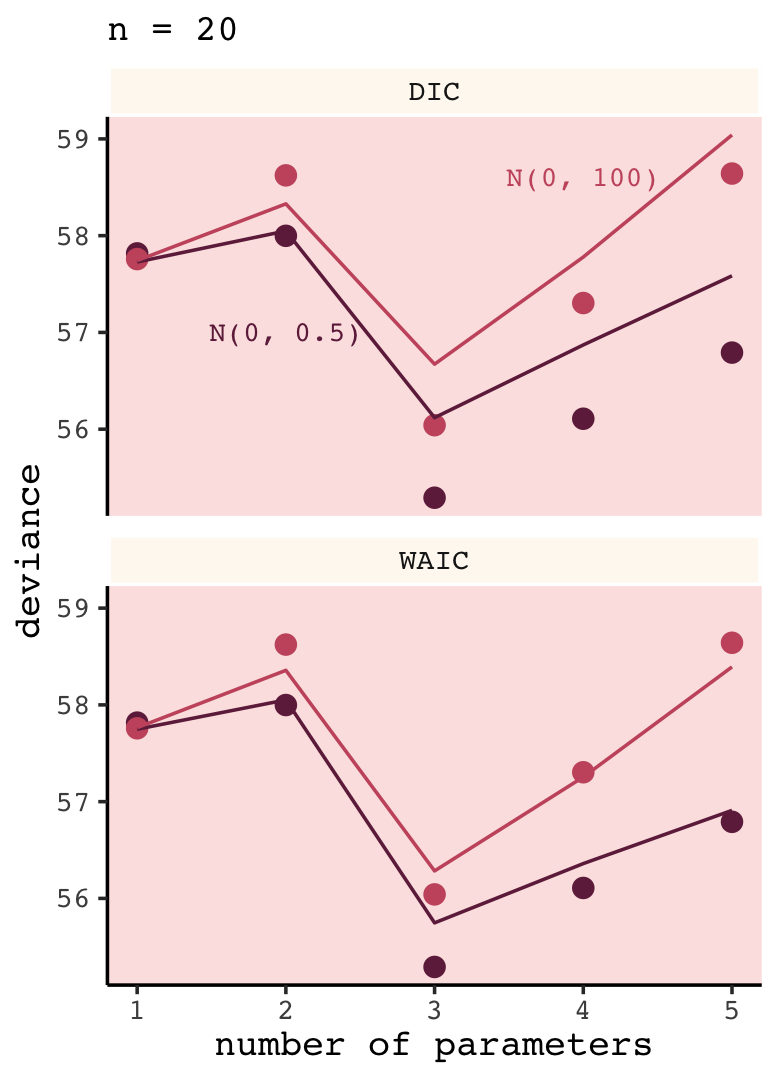 n = 20
DIC
59
58
57
56
N(0, 100)
N(0, 0.5)
deviance
WAIC
59
58
57
56
1 2 3 4 5
number of parameters